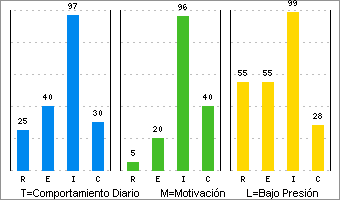 97
96
99
55
55
40
40
25
30
20
28
5
R E I C
R E I C
R E I C
T=Comportamiento Diario
M=Motivación
L=Bajo Presión